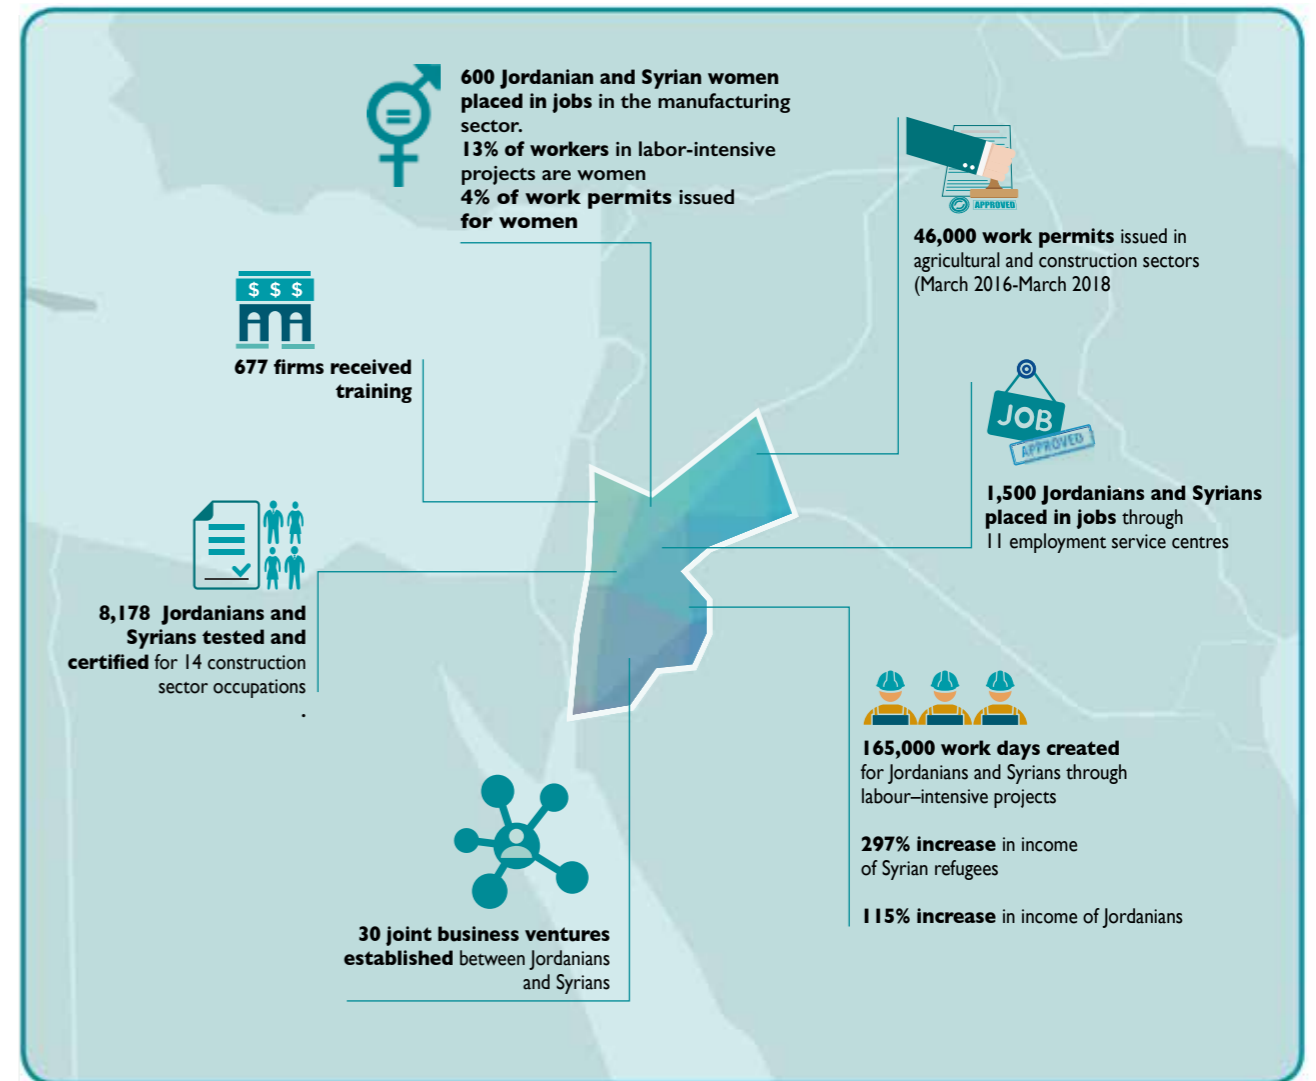 600 Jordanian and Syrian women
placed in jobs in the manufacturing
sector.
13% of workers in labor-intensive
projects are women
4% of work permits issued
for women
APPROVED
46,000 work permits issued in
agricultural and construction sectors
(March 2016-March 2018
$ $ $
677 firms received
training
JOB
APPROVED
1,500 Jordanians and Syrians
placed in jobs through
11 employment service centres
8,178 Jordanians and
Syrians tested and
certified for 14 construction
sector occupations
.
165,000 work days created
for Jordanians and Syrians through
labour–intensive projects
297% increase in income
of Syrian refugees
115% increase in income of Jordanians
30 joint business ventures
established between Jordanians
and Syrians